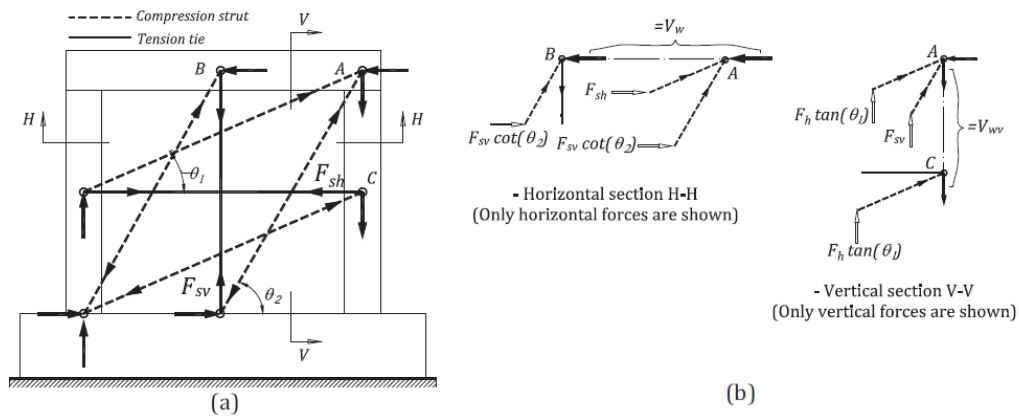 (a)
Compression strut
Tension tie
V
B
A
H
H
θ1
Fsh
C
Fsv
θ2
V
(b)
=Vw
B
A
Fsh
Fsv cot(θ2)
Fsv cot(θ2)
- Horizontal section H-H
(Only horizontal forces are shown)
A
Fh tan(θ1)
Fsv
=Vwv
C
Fh tan(θ1)
- Vertical section V-V
(Only vertical forces are shown)
(a)
(b)